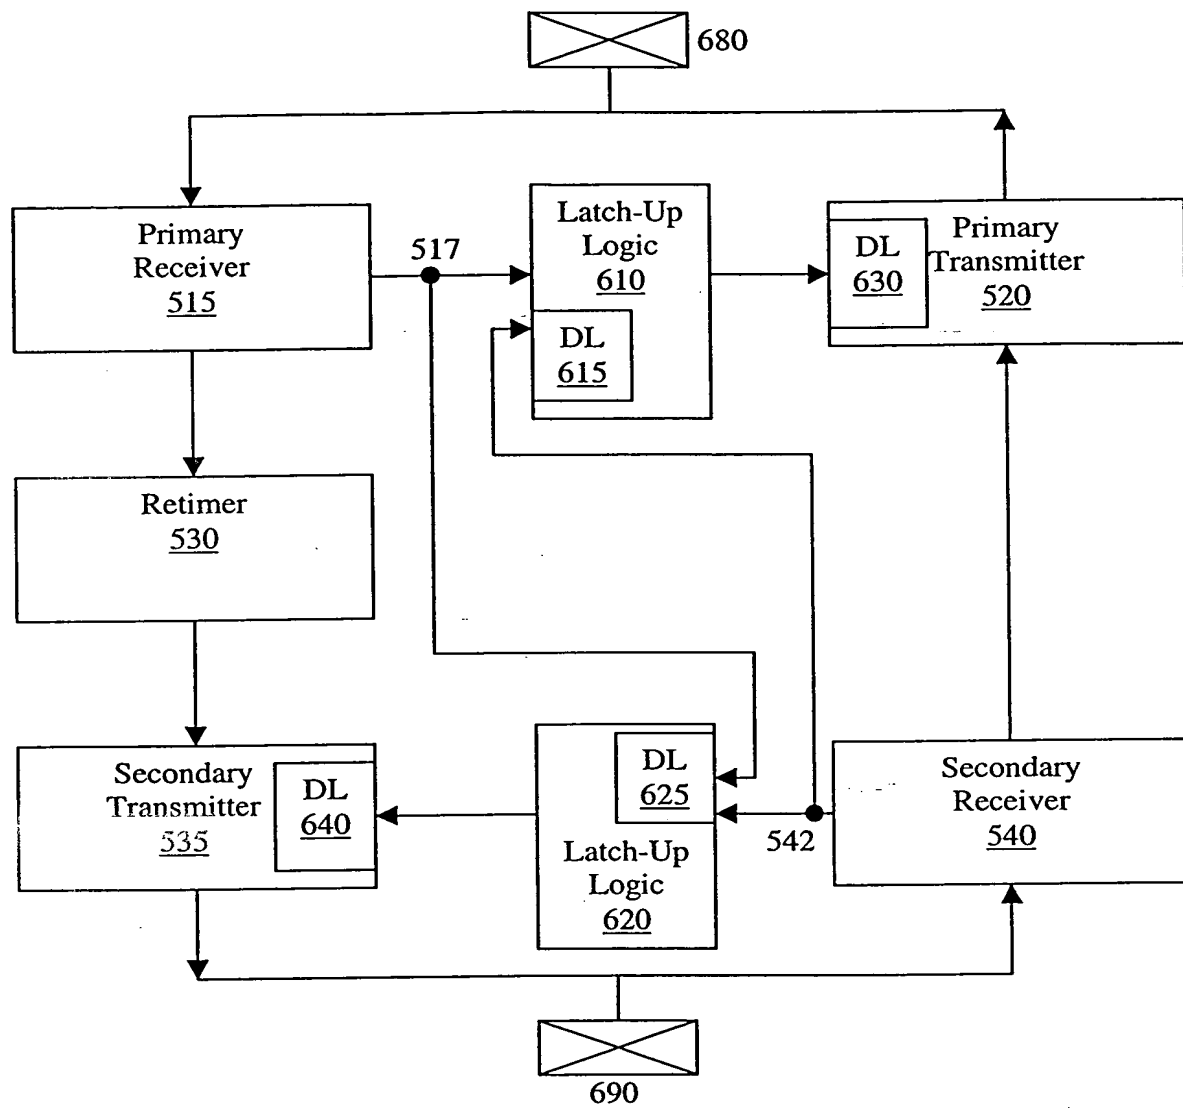 680
Primary
Receiver
515
517
Latch-Up
Logic
610
DL
615
DL
630
Primary
Transmitter
520
Retimer
530
Secondary
Transmitter
535
DL
640
DL
625
Latch-Up
Logic
620
542
Secondary
Receiver
540
690